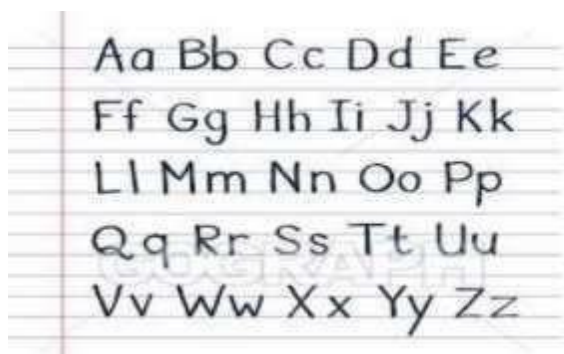 Aa Bb Cc Dd Ee
Ff Gg Hh Ii Jj Kk
Ll Mm Nn Oo Pp
Qq Rr Ss Tt Uu
GOGRAPH
Vv Ww Xx Yy Zz